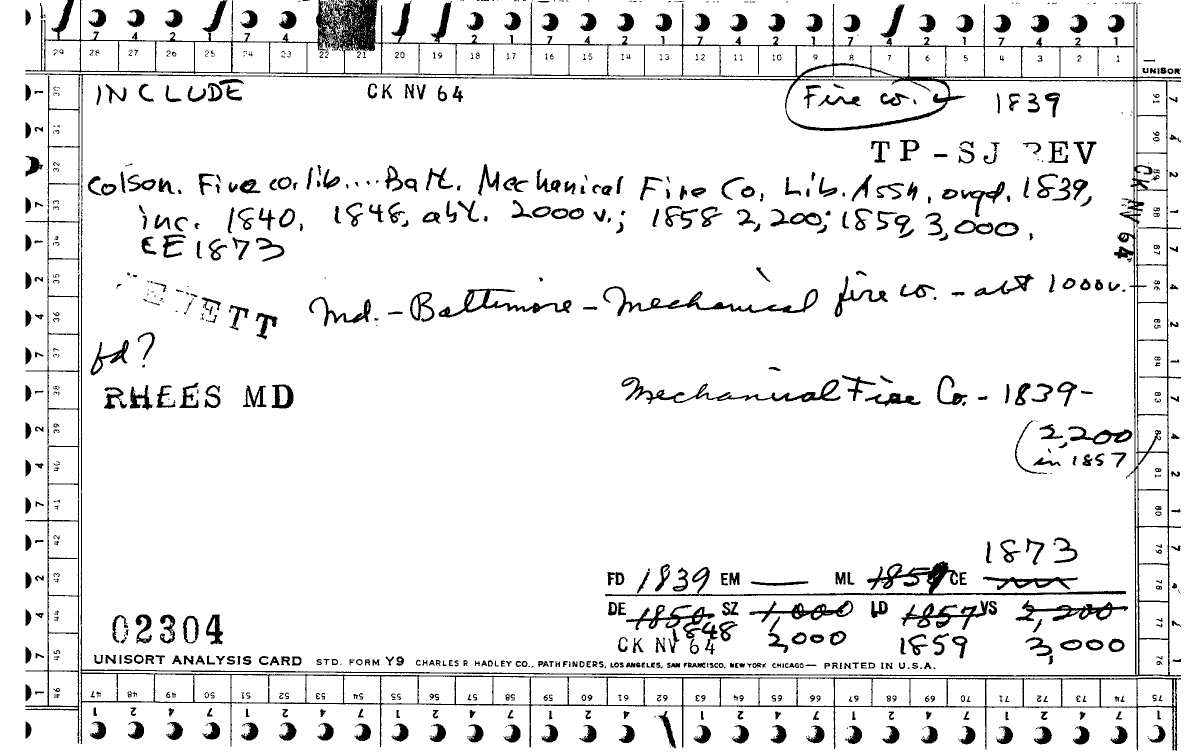 INCLUDE CK NV 64 Fire co. 1839
TP-SJ REV
Colson. Fire co. lib....Balt. Mechanical Fire Co. Lib. Assn. orgd. 1839,
inc. 1840. 1848, abt. 2000 v.; 1858 2,200; 1859, 3,000.
CE 1873
CK NV 64
JEWETT Md. - Baltimore - Mechanical fire co. - abt 1000v.
fd?
RHEES MD Mechanical Fire Co. - 1839-
(2,200
in 1857)
1873
FD 1839 EM — ML 1859 CE
DE 1850 SZ 1,000 LD 1857 VS 2,200
1848 2,000 1859 3,000
CK NV 64
02304
UNISORT ANALYSIS CARD STD. FORM Y9 CHARLES R HADLEY CO., PATHFINDERS, LOS ANGELES, SAN FRANCISCO, NEW YORK CHICAGO — PRINTED IN U.S.A.